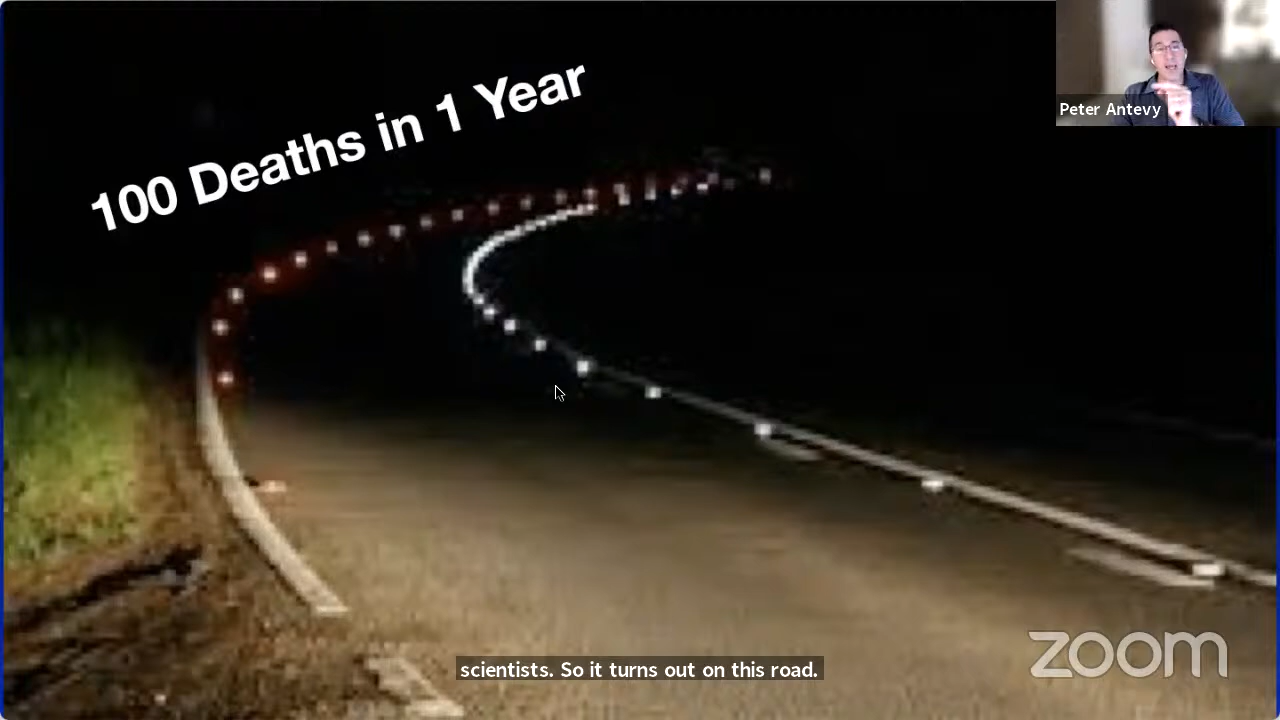 100 Deaths in 1 Year
Peter Antevy
scientists. So it turns out on this road.
zoom